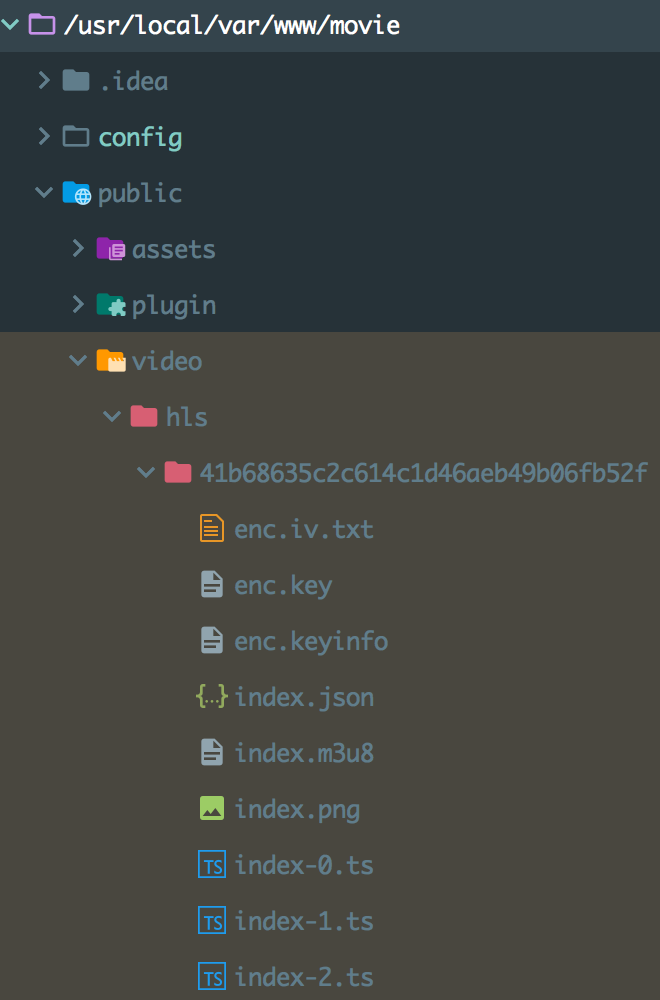 /usr/local/var/www/movie
.idea
config
public
assets
plugin
video
hls
41b68635c2c614c1d46aeb49b06fb52f
enc.iv.txt
enc.key
enc.keyinfo
{...} index.json
index.m3u8
index.png
TS index-0.ts
TS index-1.ts
TS index-2.ts